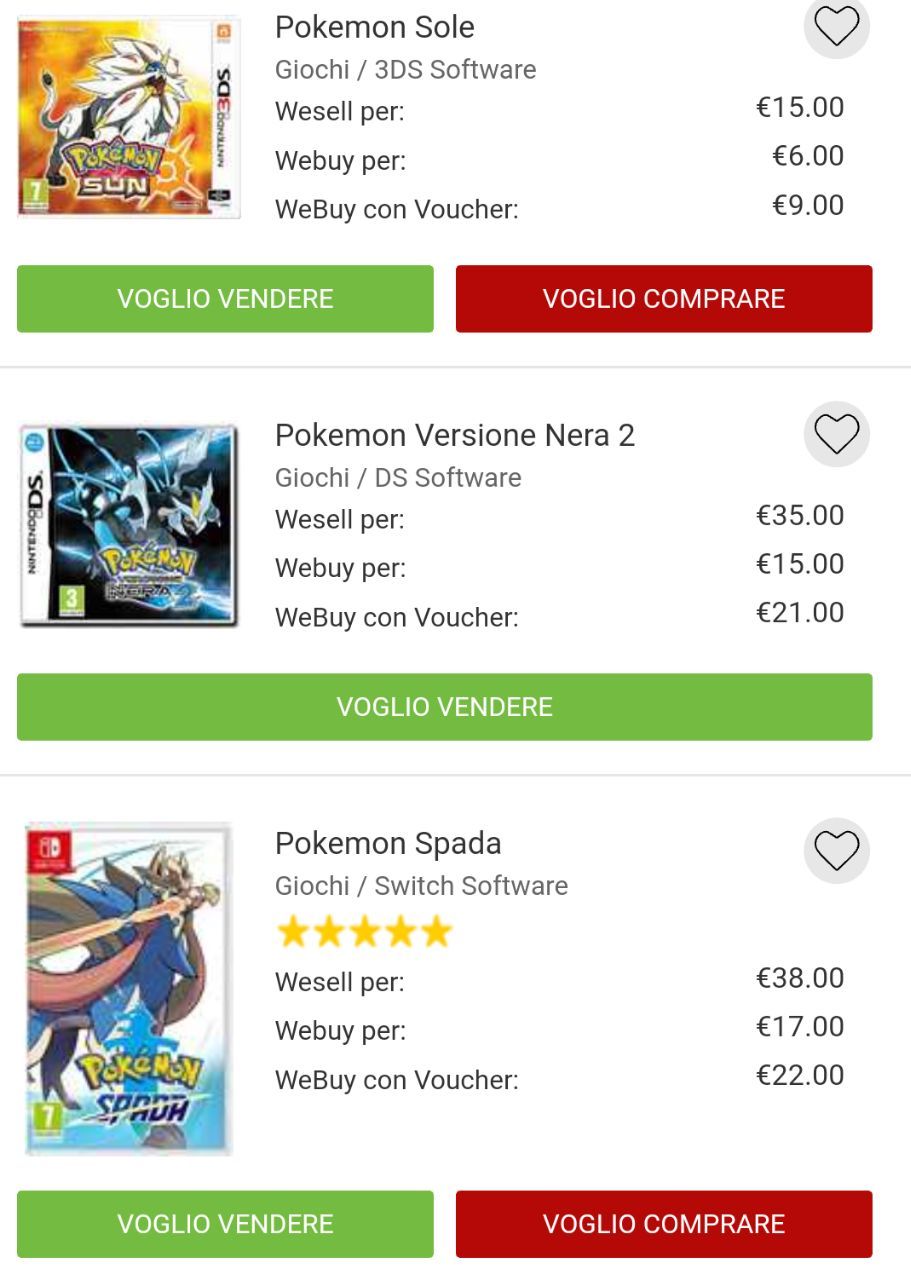 Pokemon Sole
Giochi / 3DS Software
Wesell per: €15.00
Webuy per: €6.00
WeBuy con Voucher: €9.00
NINTENDO3DS
POKéMON
SUN
7
VOGLIO VENDERE VOGLIO COMPRARE
Pokemon Versione Nera 2
Giochi / DS Software
Wesell per: €35.00
Webuy per: €15.00
WeBuy con Voucher: €21.00
NINTENDODS
POKéMON
NERA 2
3
VOGLIO VENDERE
Pokemon Spada
Giochi / Switch Software
Wesell per: €38.00
Webuy per: €17.00
WeBuy con Voucher: €22.00
POKéMON
SPADA
7
VOGLIO VENDERE VOGLIO COMPRARE